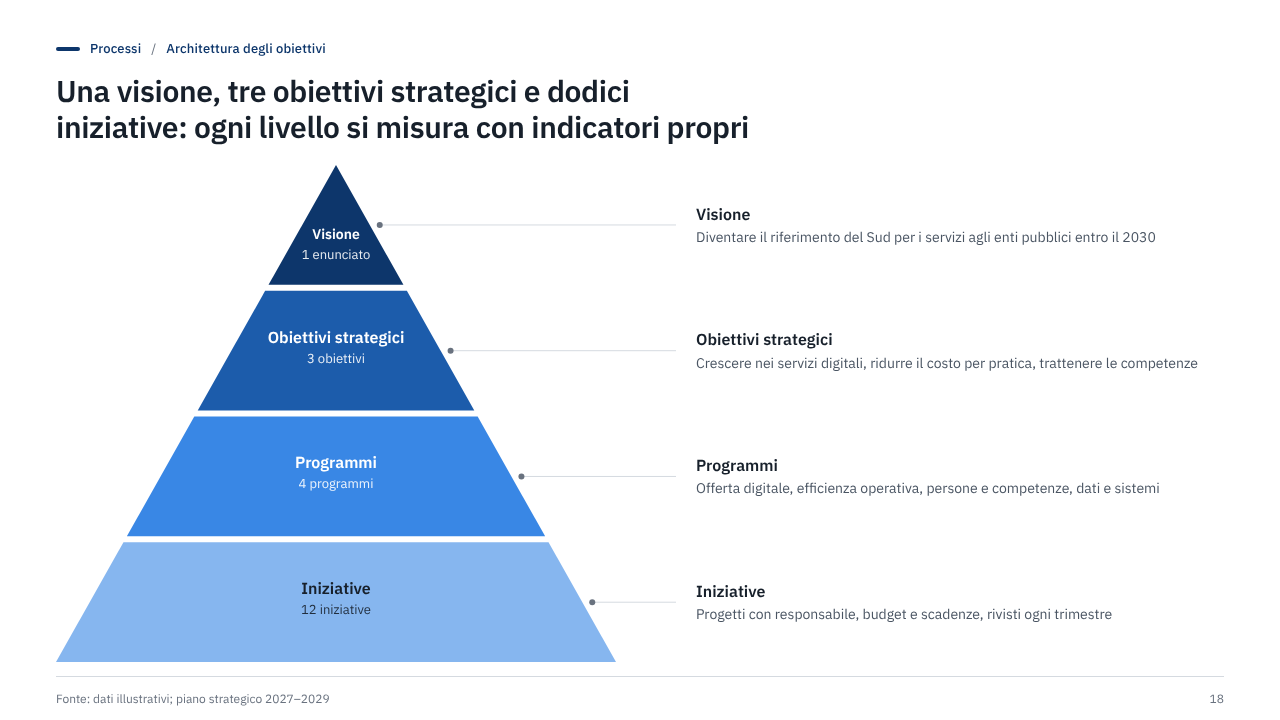 Processi / Architettura degli obiettivi
Una visione, tre obiettivi strategici e dodici
iniziative: ogni livello si misura con indicatori propri
Visione
1 enunciato
Visione
Diventare il riferimento del Sud per i servizi agli enti pubblici entro il 2030
Obiettivi strategici
3 obiettivi
Obiettivi strategici
Crescere nei servizi digitali, ridurre il costo per pratica, trattenere le competenze
Programmi
4 programmi
Programmi
Offerta digitale, efficienza operativa, persone e competenze, dati e sistemi
Iniziative
12 iniziative
Iniziative
Progetti con responsabile, budget e scadenze, rivisti ogni trimestre
Fonte: dati illustrativi; piano strategico 2027–2029
18